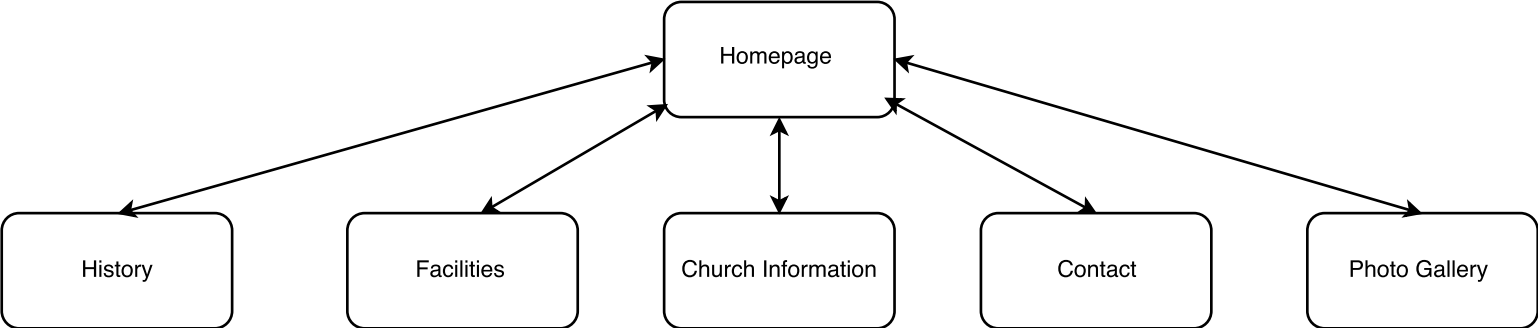 Homepage
History
Facilities
Church Information
Contact
Photo Gallery